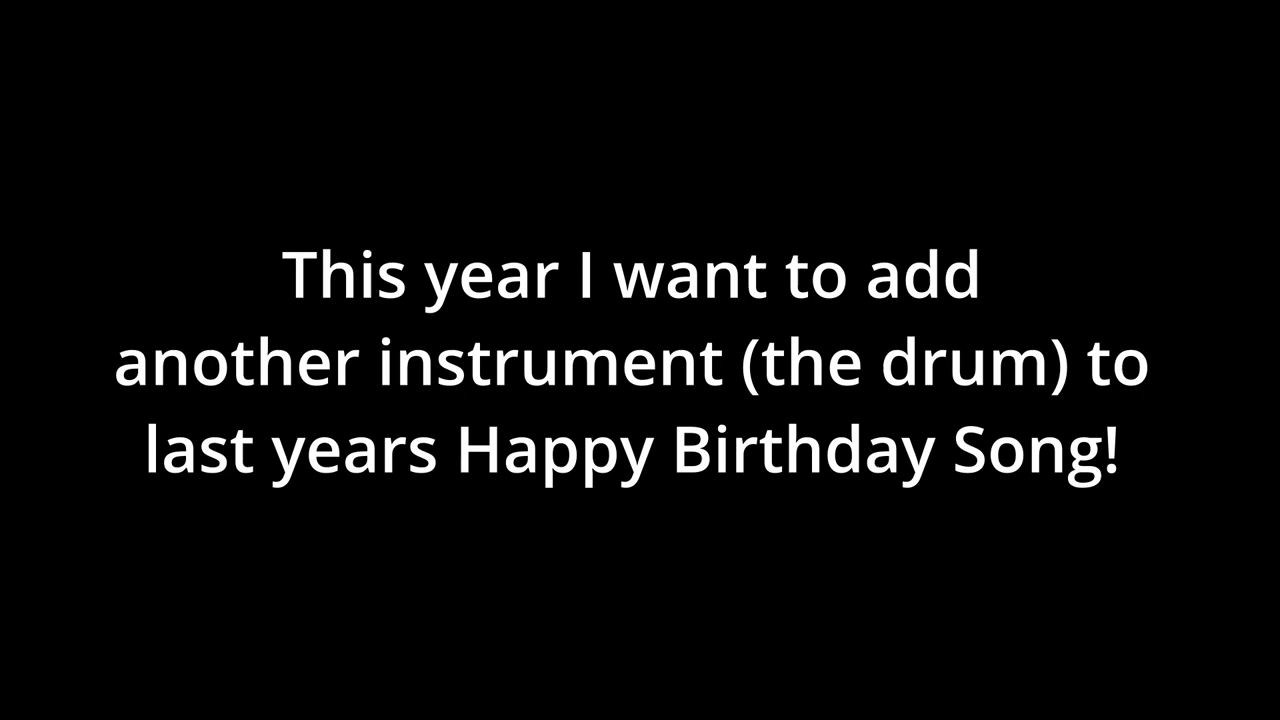 This year I want to add
another instrument (the drum) to
last years Happy Birthday Song!